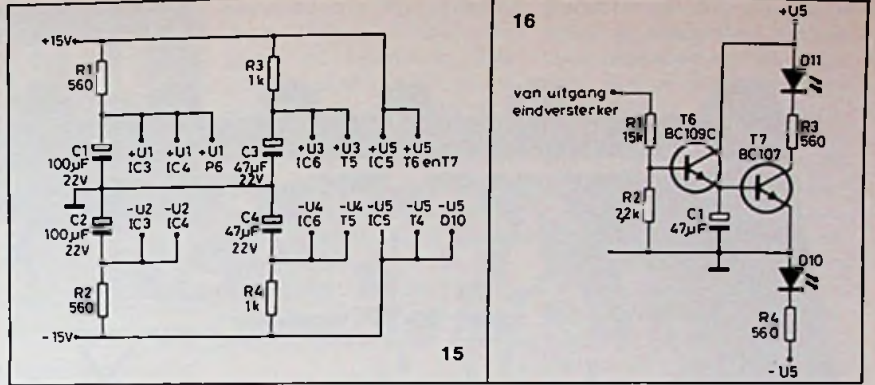 +15V
R1
560
R3
1k
C1
100µF
22V
+U1
IC3
+U1
IC4
+U1
P6
C3
47µF
22V
+U3
IC6
+U3
T5
+U5
IC5
+U5
T6 enT7
C2
100µF
22V
-U2
IC3
-U2
IC4
C4
47µF
22V
-U4
IC6
-U4
T5
-U5
IC5
-U5
T4
-U5
D10
R2
560
R4
1k
-15V
15
16
+U5
D11
van uitgang
eindversterker
R1
15k
T6
BC109C
T7
BC107
R3
560
R2
2,2k
C1
47µF
D10
R4
560
-U5